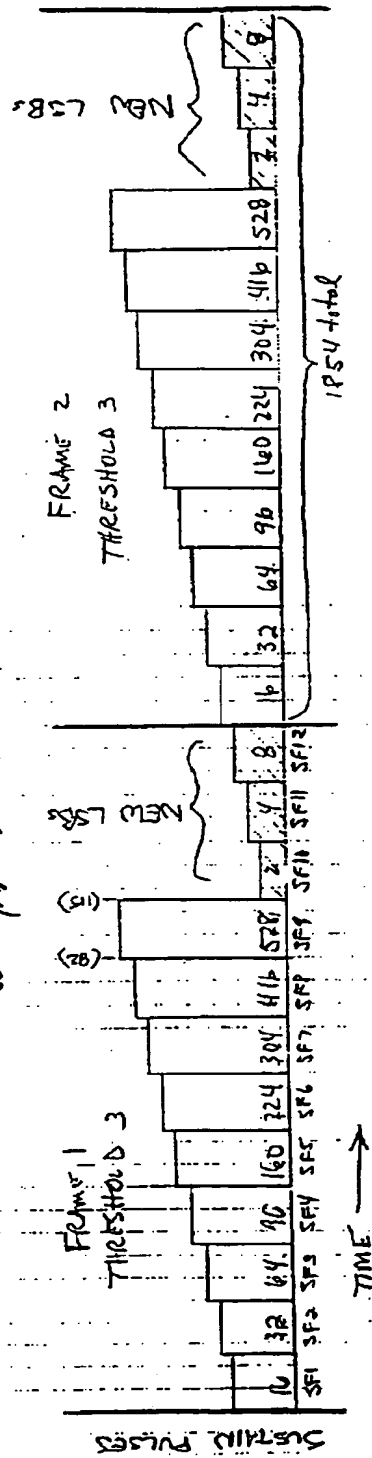 FRAME 1
THRESHOLD 3
NEW LSBs
(82) (15)
FRAME 2
THRESHOLD 3
NEW LSBs
SUSTAIN PULSES
16 32 64 96 160 224 304 416 528 2 4 8
16 32 64 96 160 224 304 416 528 2 4 8
SF1 SF2 SF3 SF4 SF5 SF6 SF7 SF8 SF9 SF10 SF11 SF12
1854 total
TIME